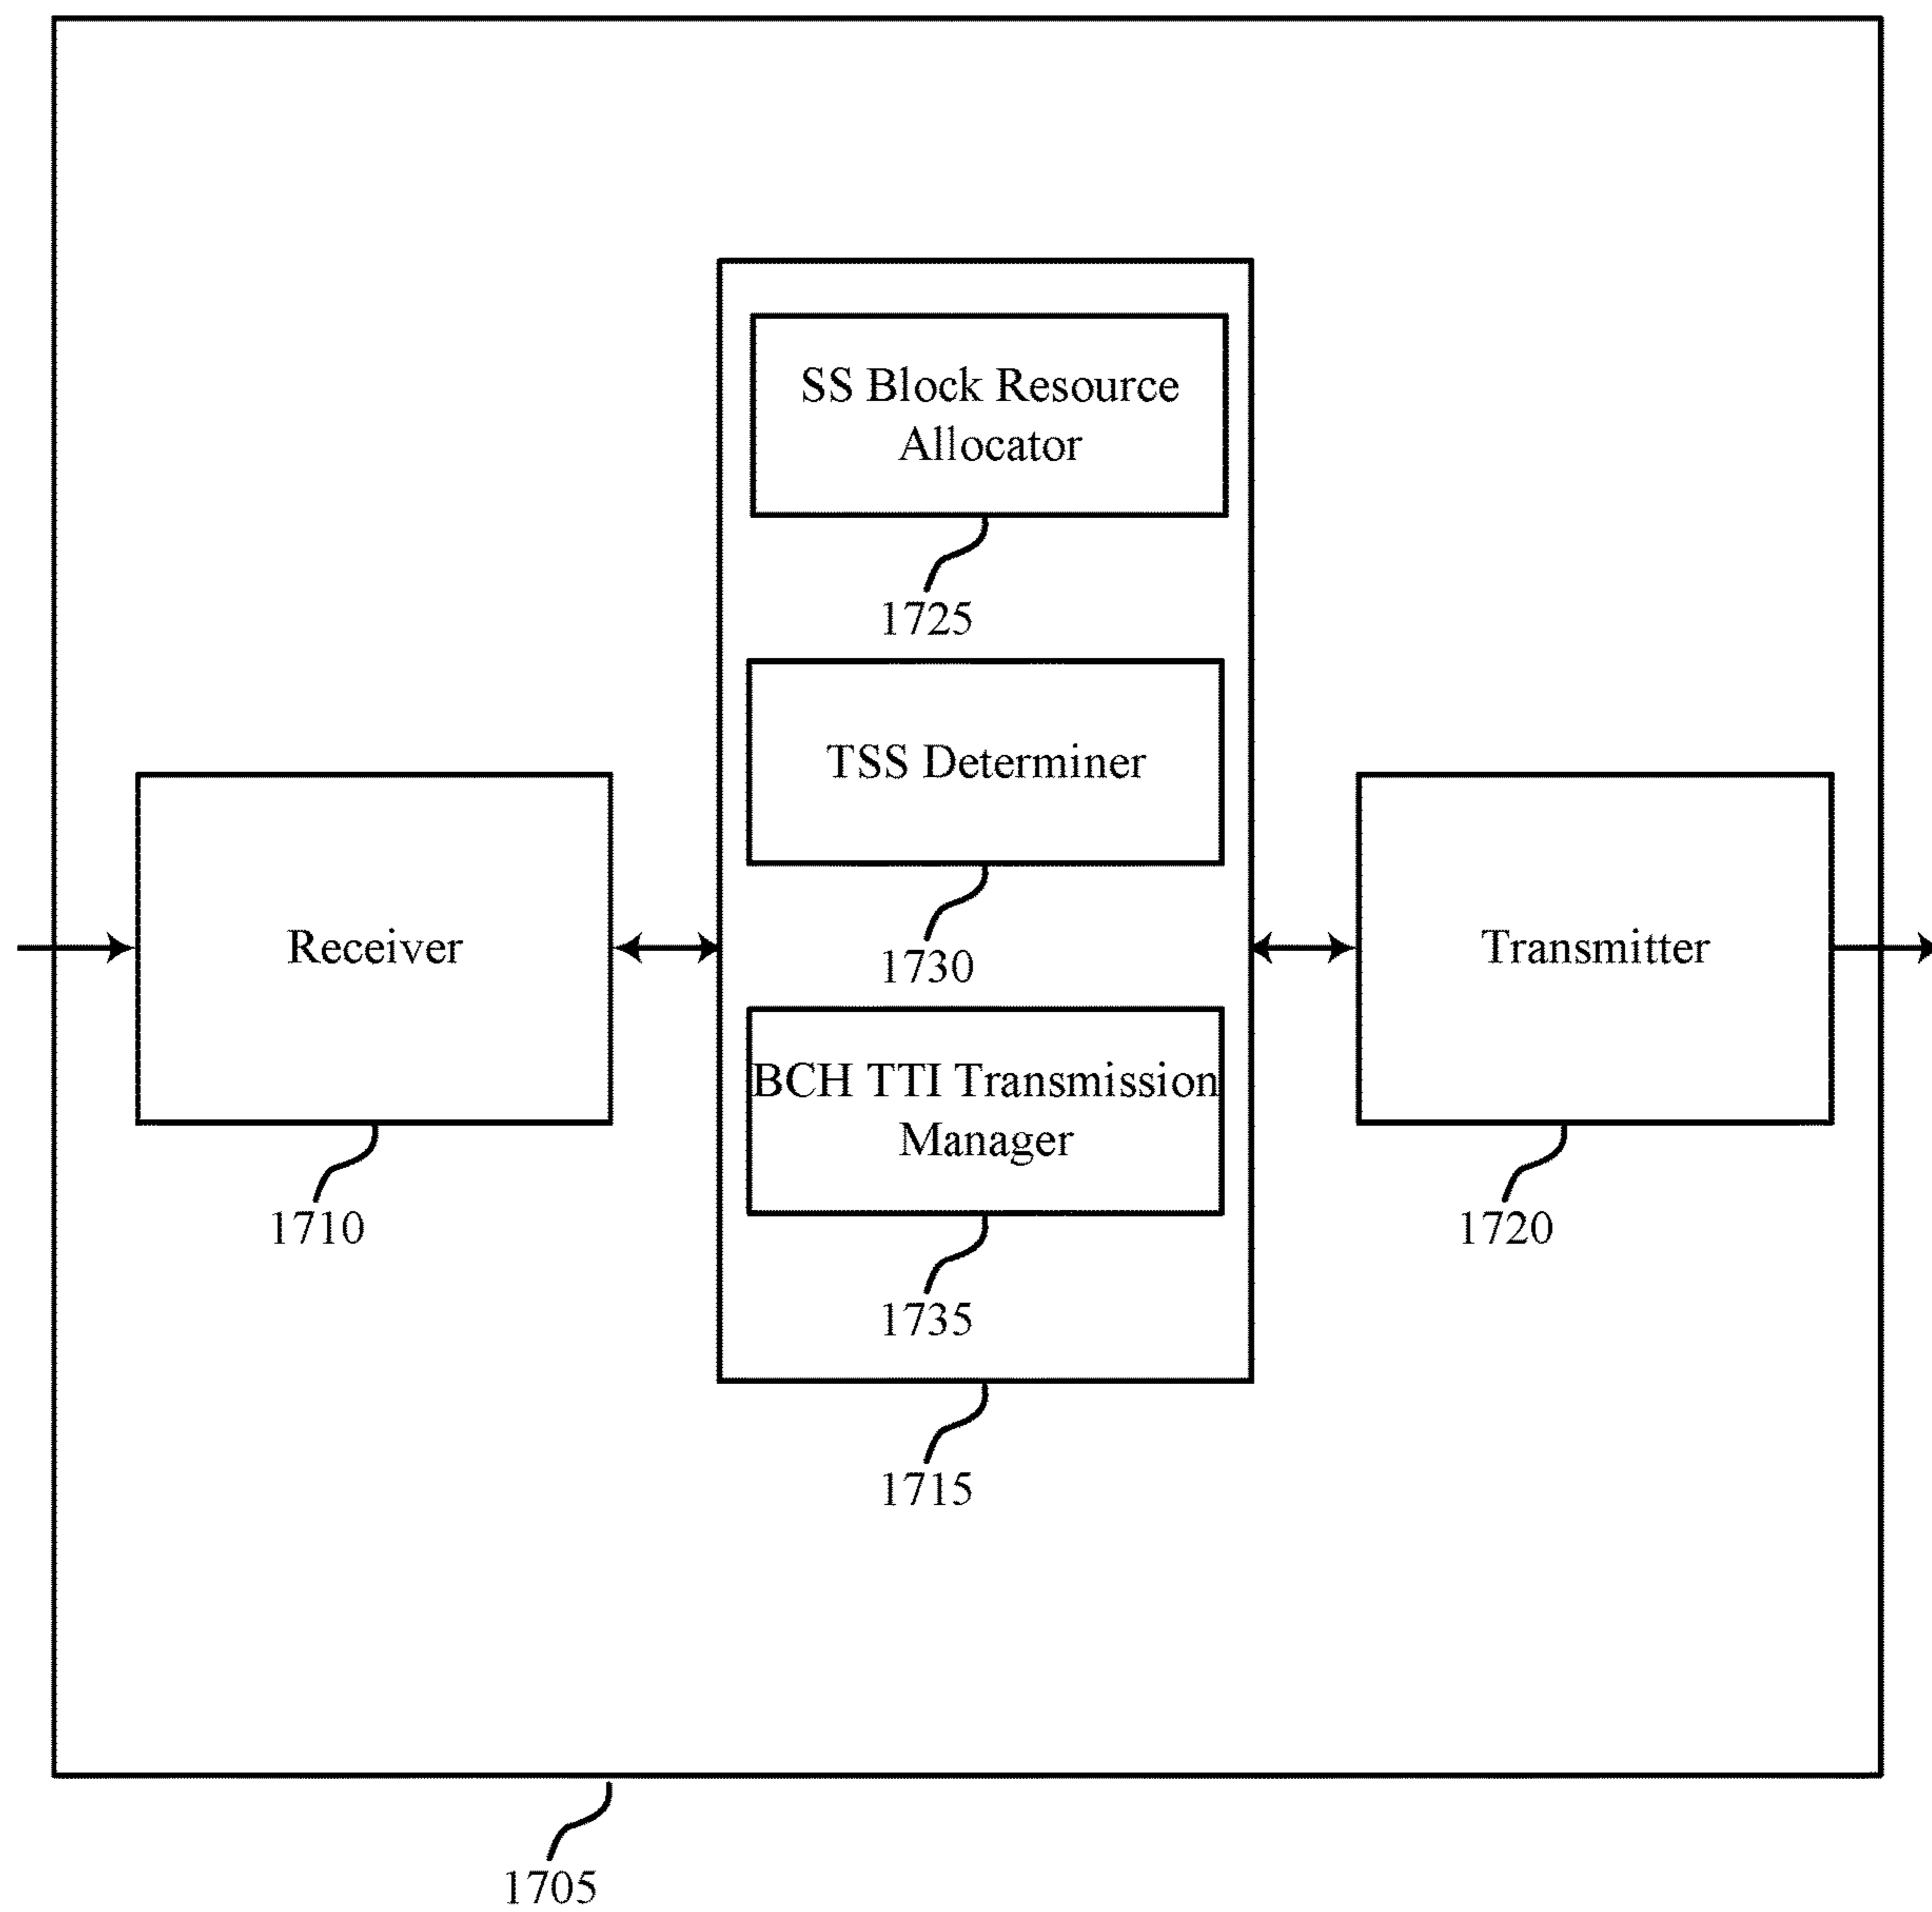 SS Block Resource
Allocator
1725
TSS Determiner
1730
Receiver
1710
BCH TTI Transmission
Manager
1735
Transmitter
1720
1715
1705